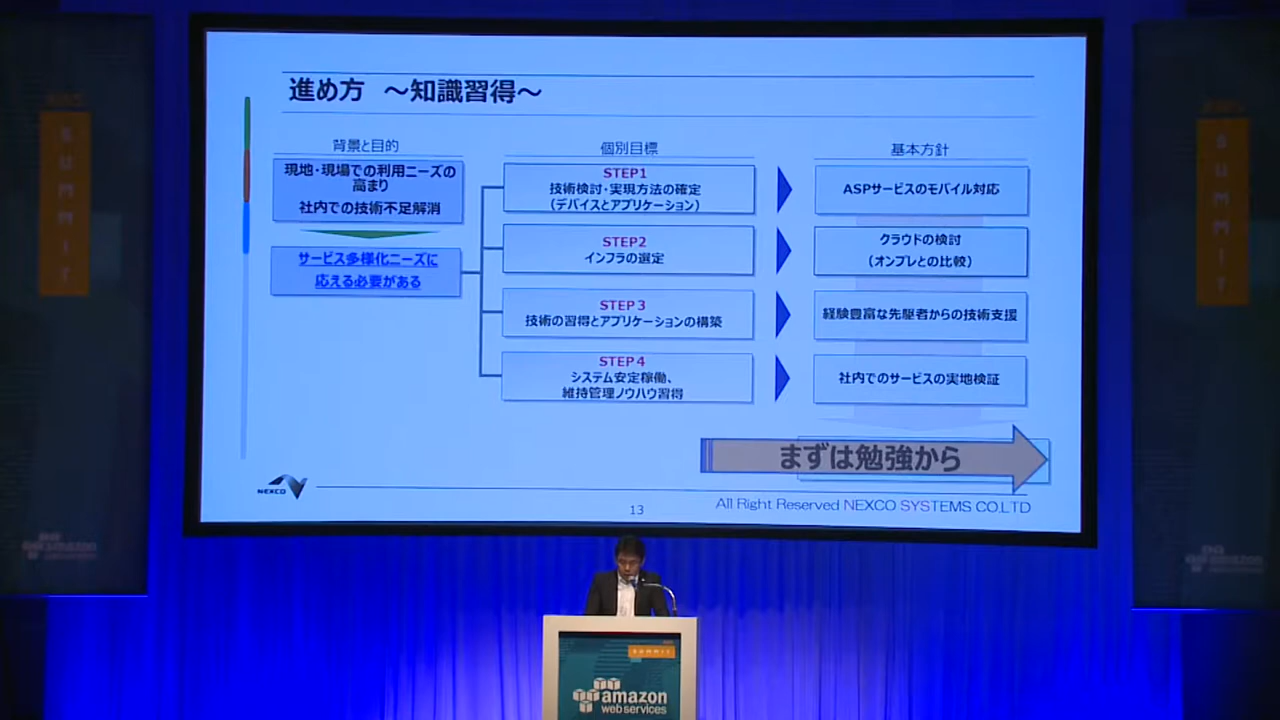 進め方 ～知識習得～
背景と目的
現地・現場での利用ニーズの
高まり
社内での技術不足解消
サービス多様化ニーズに
応える必要がある
個別目標
STEP1
技術検討・実現方法の確定
（デバイスとアプリケーション）
STEP2
インフラの選定
STEP3
技術の習得とアプリケーションの構築
STEP4
システム安定稼働、
維持管理ノウハウ習得
基本方針
ASPサービスのモバイル対応
クラウドの検討
（オンプレとの比較）
経験豊富な先駆者からの技術支援
社内でのサービスの実地検証
まずは勉強から
NEXCO
13
All Right Reserved NEXCO SYSTEMS CO.LTD
SUMMIT
SUMMIT
amazon
amazon
summit
amazon
web services